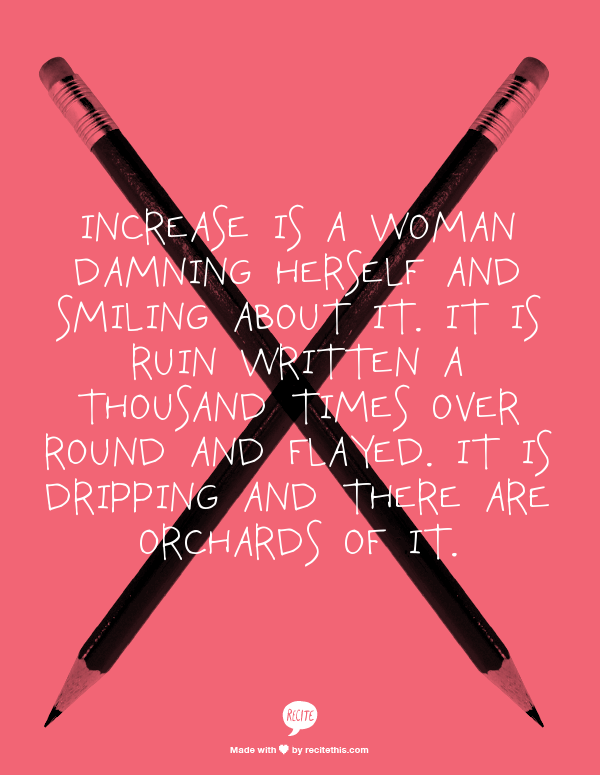 INCREASE IS A WOMAN
DAMNING HERSELF AND
SMILING ABOUT IT. IT IS
RUIN WRITTEN A
THOUSAND TIMES OVER
ROUND AND FLAYED. IT IS
DRIPPING AND THERE ARE
ORCHARDS OF IT.
RECITE
Made with ♥ by recitethis.com